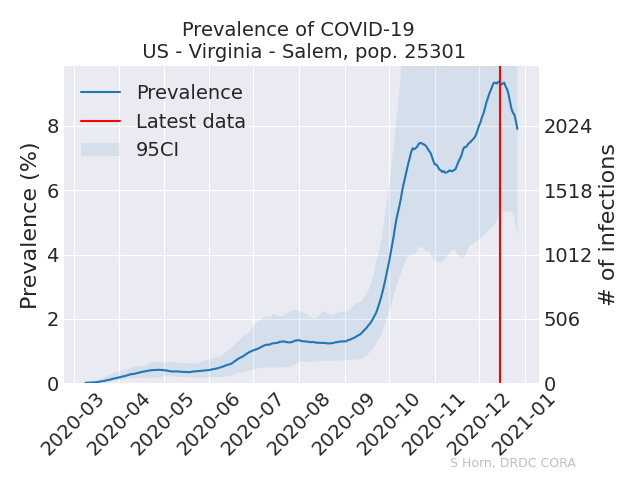 Prevalence of COVID-19
US - Virginia - Salem, pop. 25301
Prevalence
Latest data
95CI
Prevalence (%)
8
6
4
2
0
2024
1518
1012
506
0
# of infections
2020-03
2020-04
2020-05
2020-06
2020-07
2020-08
2020-09
2020-10
2020-11
2020-12
2021-01
S Horn, DRDC CORA